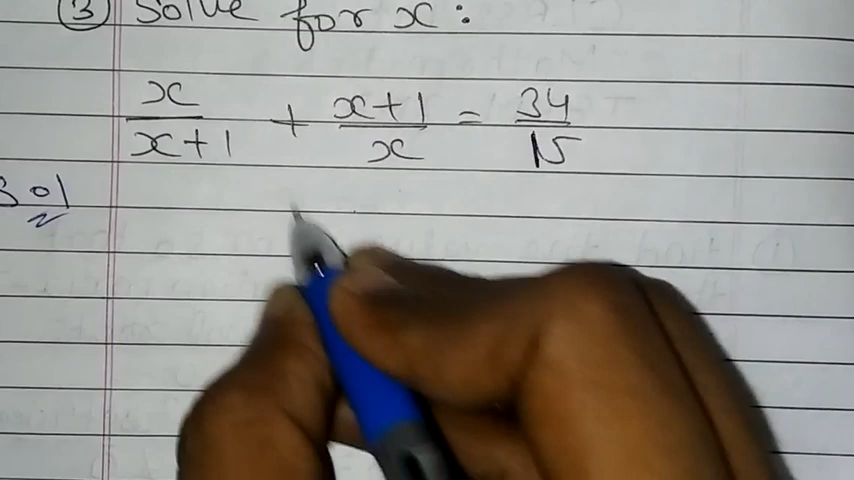 ③ Solve for x:
x/(x+1) + (x+1)/x = 34/15
Sol